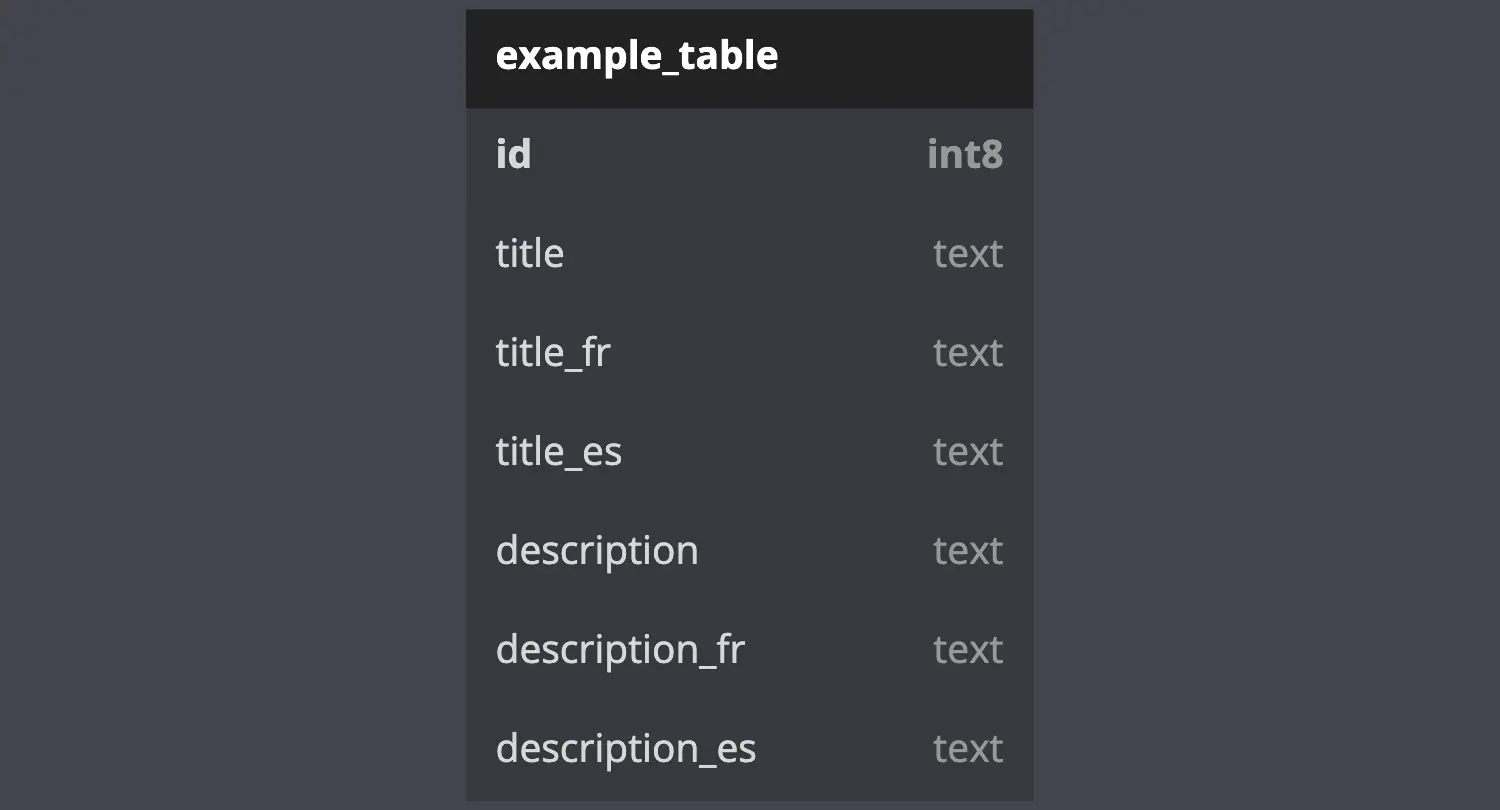 example_table
id int8
title text
title_fr text
title_es text
description text
description_fr text
description_es text